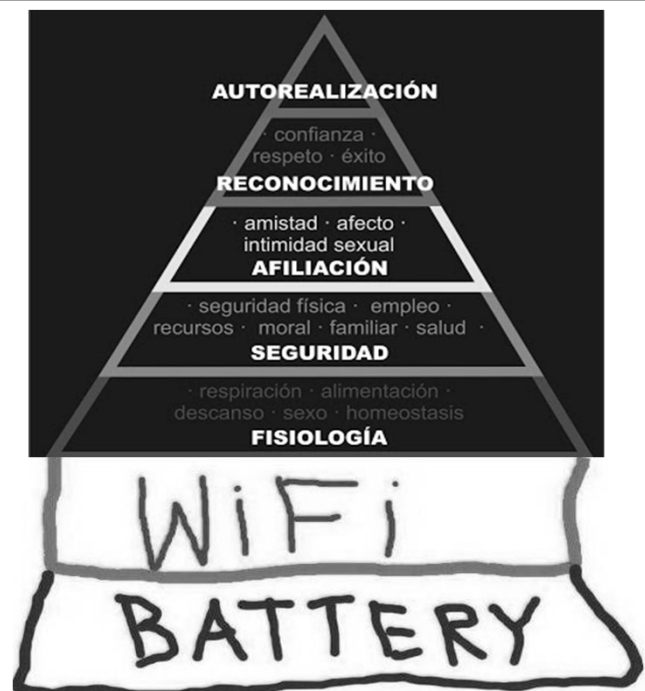 AUTOREALIZACIÓN
· confianza ·
respeto · éxito
RECONOCIMIENTO
· amistad · afecto ·
intimidad sexual
AFILIACIÓN
· seguridad física · empleo ·
recursos · moral · familiar · salud ·
SEGURIDAD
· respiración · alimentación ·
descanso · sexo · homeostasis
FISIOLOGÍA
WiFi
BATTERY